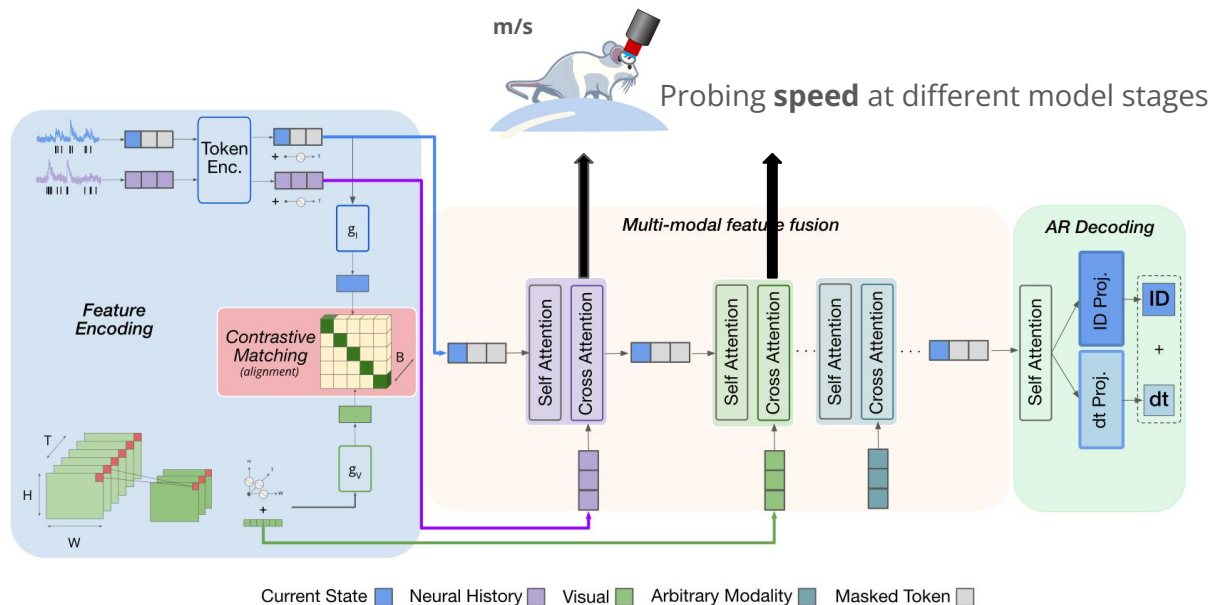 m/s
Probing speed at different model stages
Token
Enc.
+
T
+
T
g_I
Feature
Encoding
Contrastive
Matching
(alignment)
B
T
H
W
H
T
W
+
g_V
Multi-modal feature fusion
Self Attention
Cross Attention
Self Attention
Cross Attention
Self Attention
Cross Attention
AR Decoding
Self Attention
ID Proj.
dt Proj.
ID
+
dt
Current State
Neural History
Visual
Arbitrary Modality
Masked Token